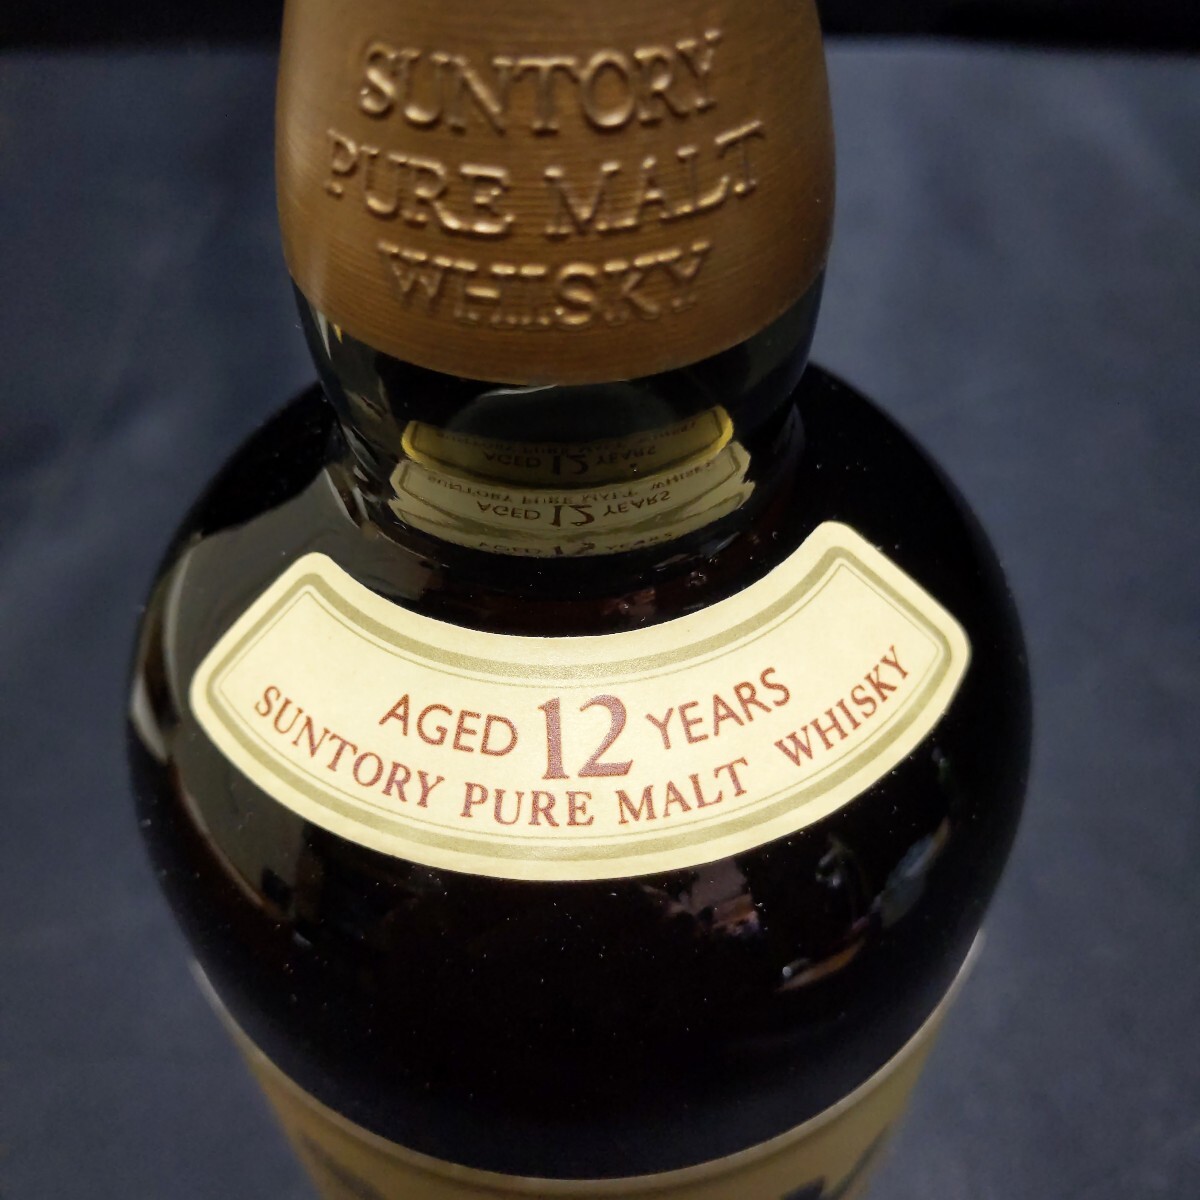 SUNTORY
PURE MALT
WHISKY
AGED 12 YEARS
SUNTORY PURE MALT WHISKY